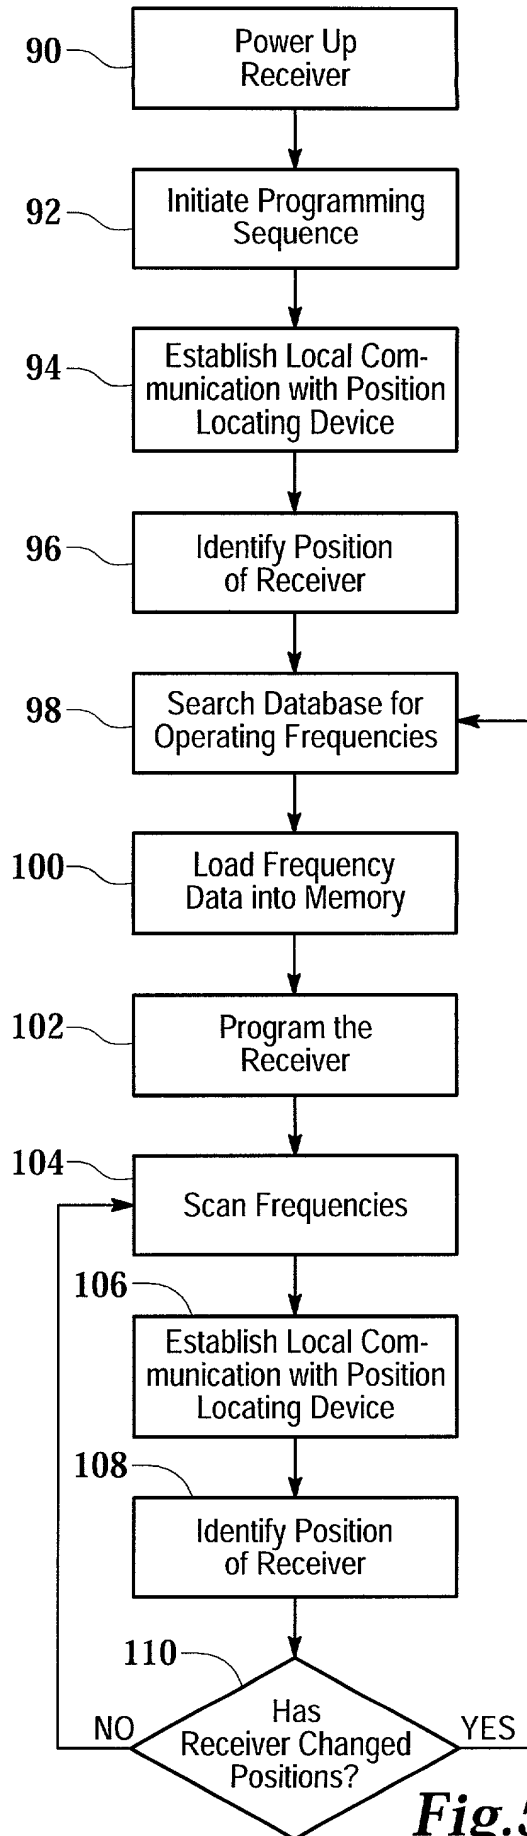 90
Power Up
Receiver
92
Initiate Programming
Sequence
94
Establish Local Com-
munication with Position
Locating Device
96
Identify Position
of Receiver
98
Search Database for
Operating Frequencies
100
Load Frequency
Data into Memory
102
Program the
Receiver
104
Scan Frequencies
106
Establish Local Com-
munication with Position
Locating Device
108
Identify Position
of Receiver
110
Has
Receiver Changed
Positions?
NO
YES
Fig.